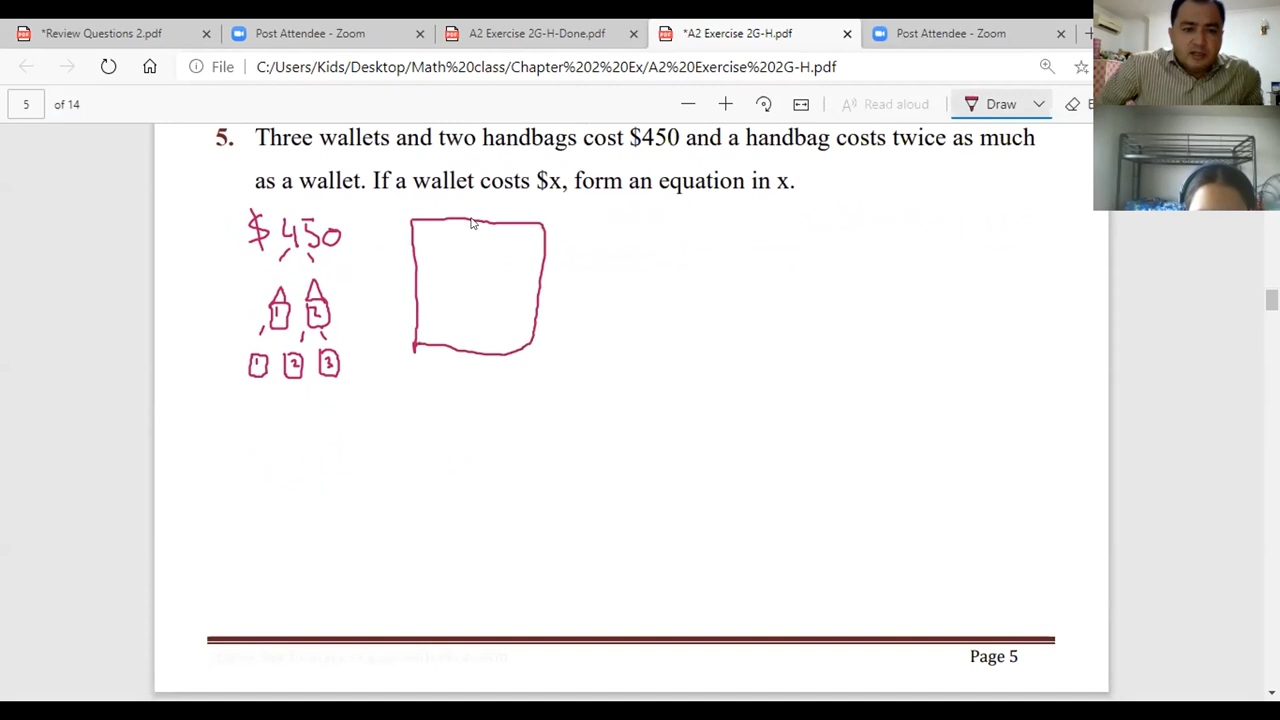 *Review Questions 2.pdf
Post Attendee - Zoom
A2 Exercise 2G-H-Done.pdf
*A2 Exercise 2G-H.pdf
Post Attendee - Zoom
File
C:/Users/Kids/Desktop/Math%20class/Chapter%202%20Ex/A2%20Exercise%202G-H.pdf
5 of 14
Read aloud
Draw
5. Three wallets and two handbags cost $450 and a handbag costs twice as much
as a wallet. If a wallet costs $x, form an equation in x.
$450
1 2
1 2 3
Page 5